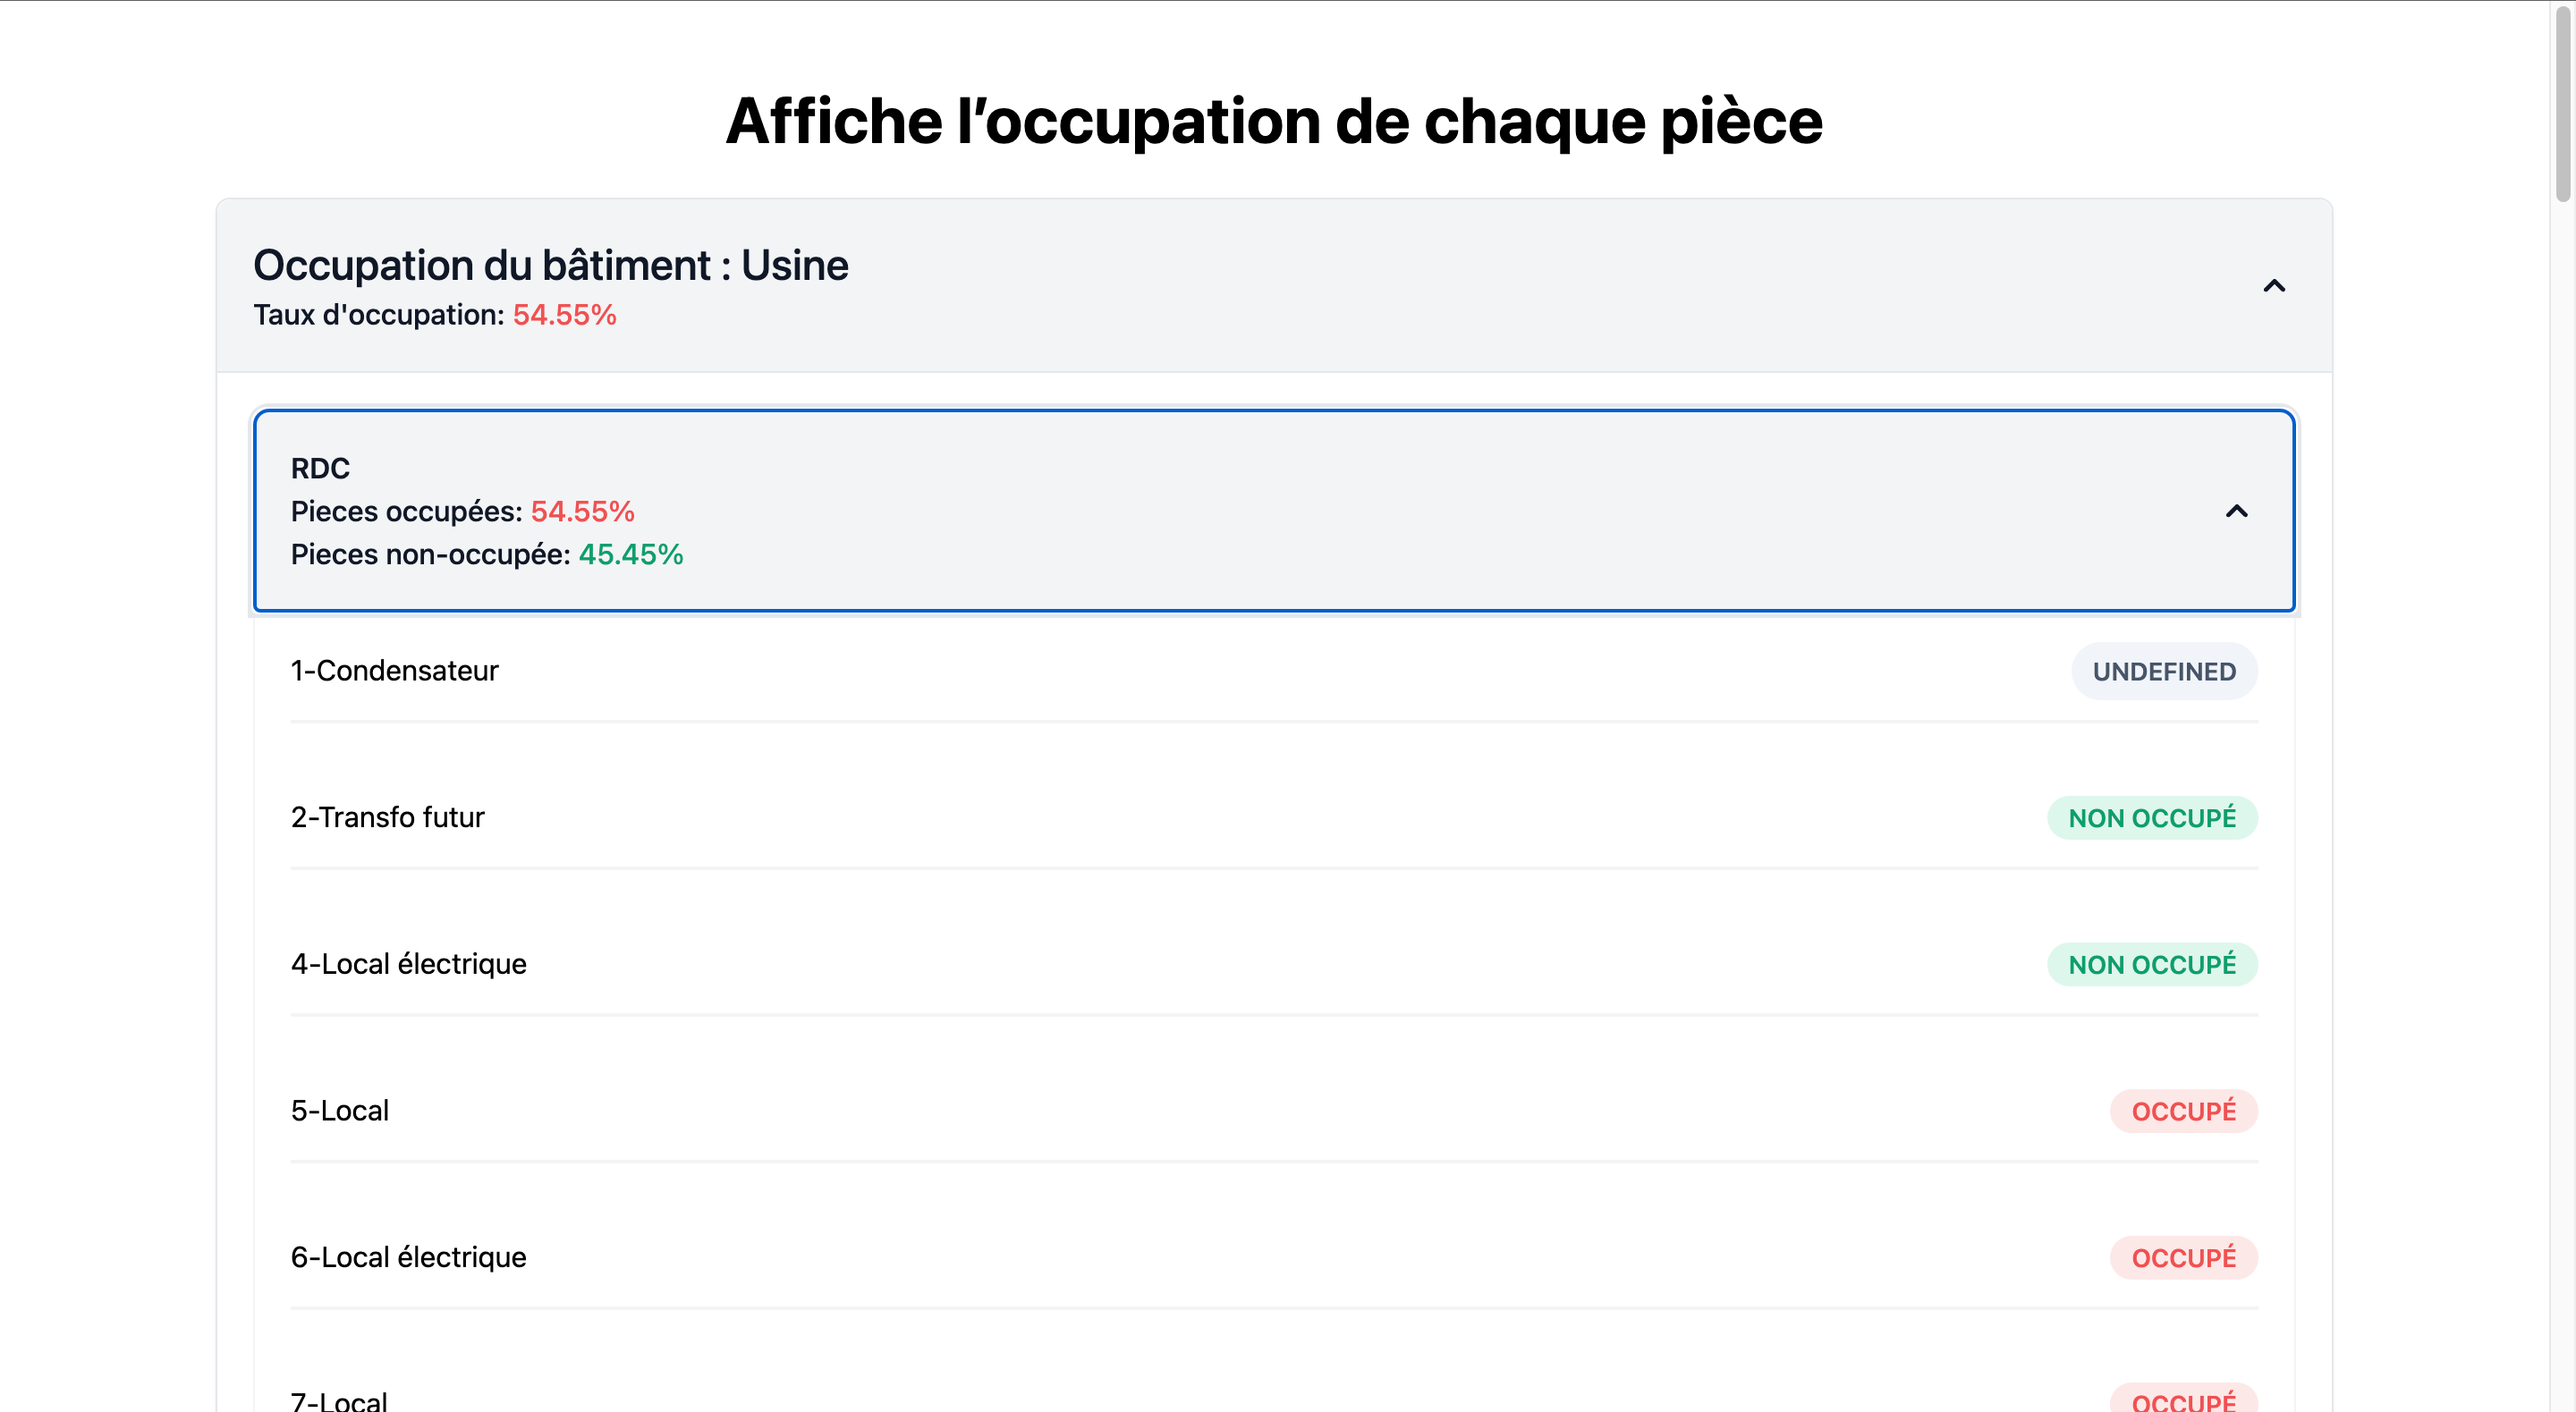 Affiche l’occupation de chaque pièce
Occupation du bâtiment : Usine
Taux d'occupation: 54.55%
RDC
Pieces occupées: 54.55%
Pieces non-occupée: 45.45%
1-Condensateur UNDEFINED
2-Transfo futur NON OCCUPÉ
4-Local électrique NON OCCUPÉ
5-Local OCCUPÉ
6-Local électrique OCCUPÉ
7-Local OCCUPÉ